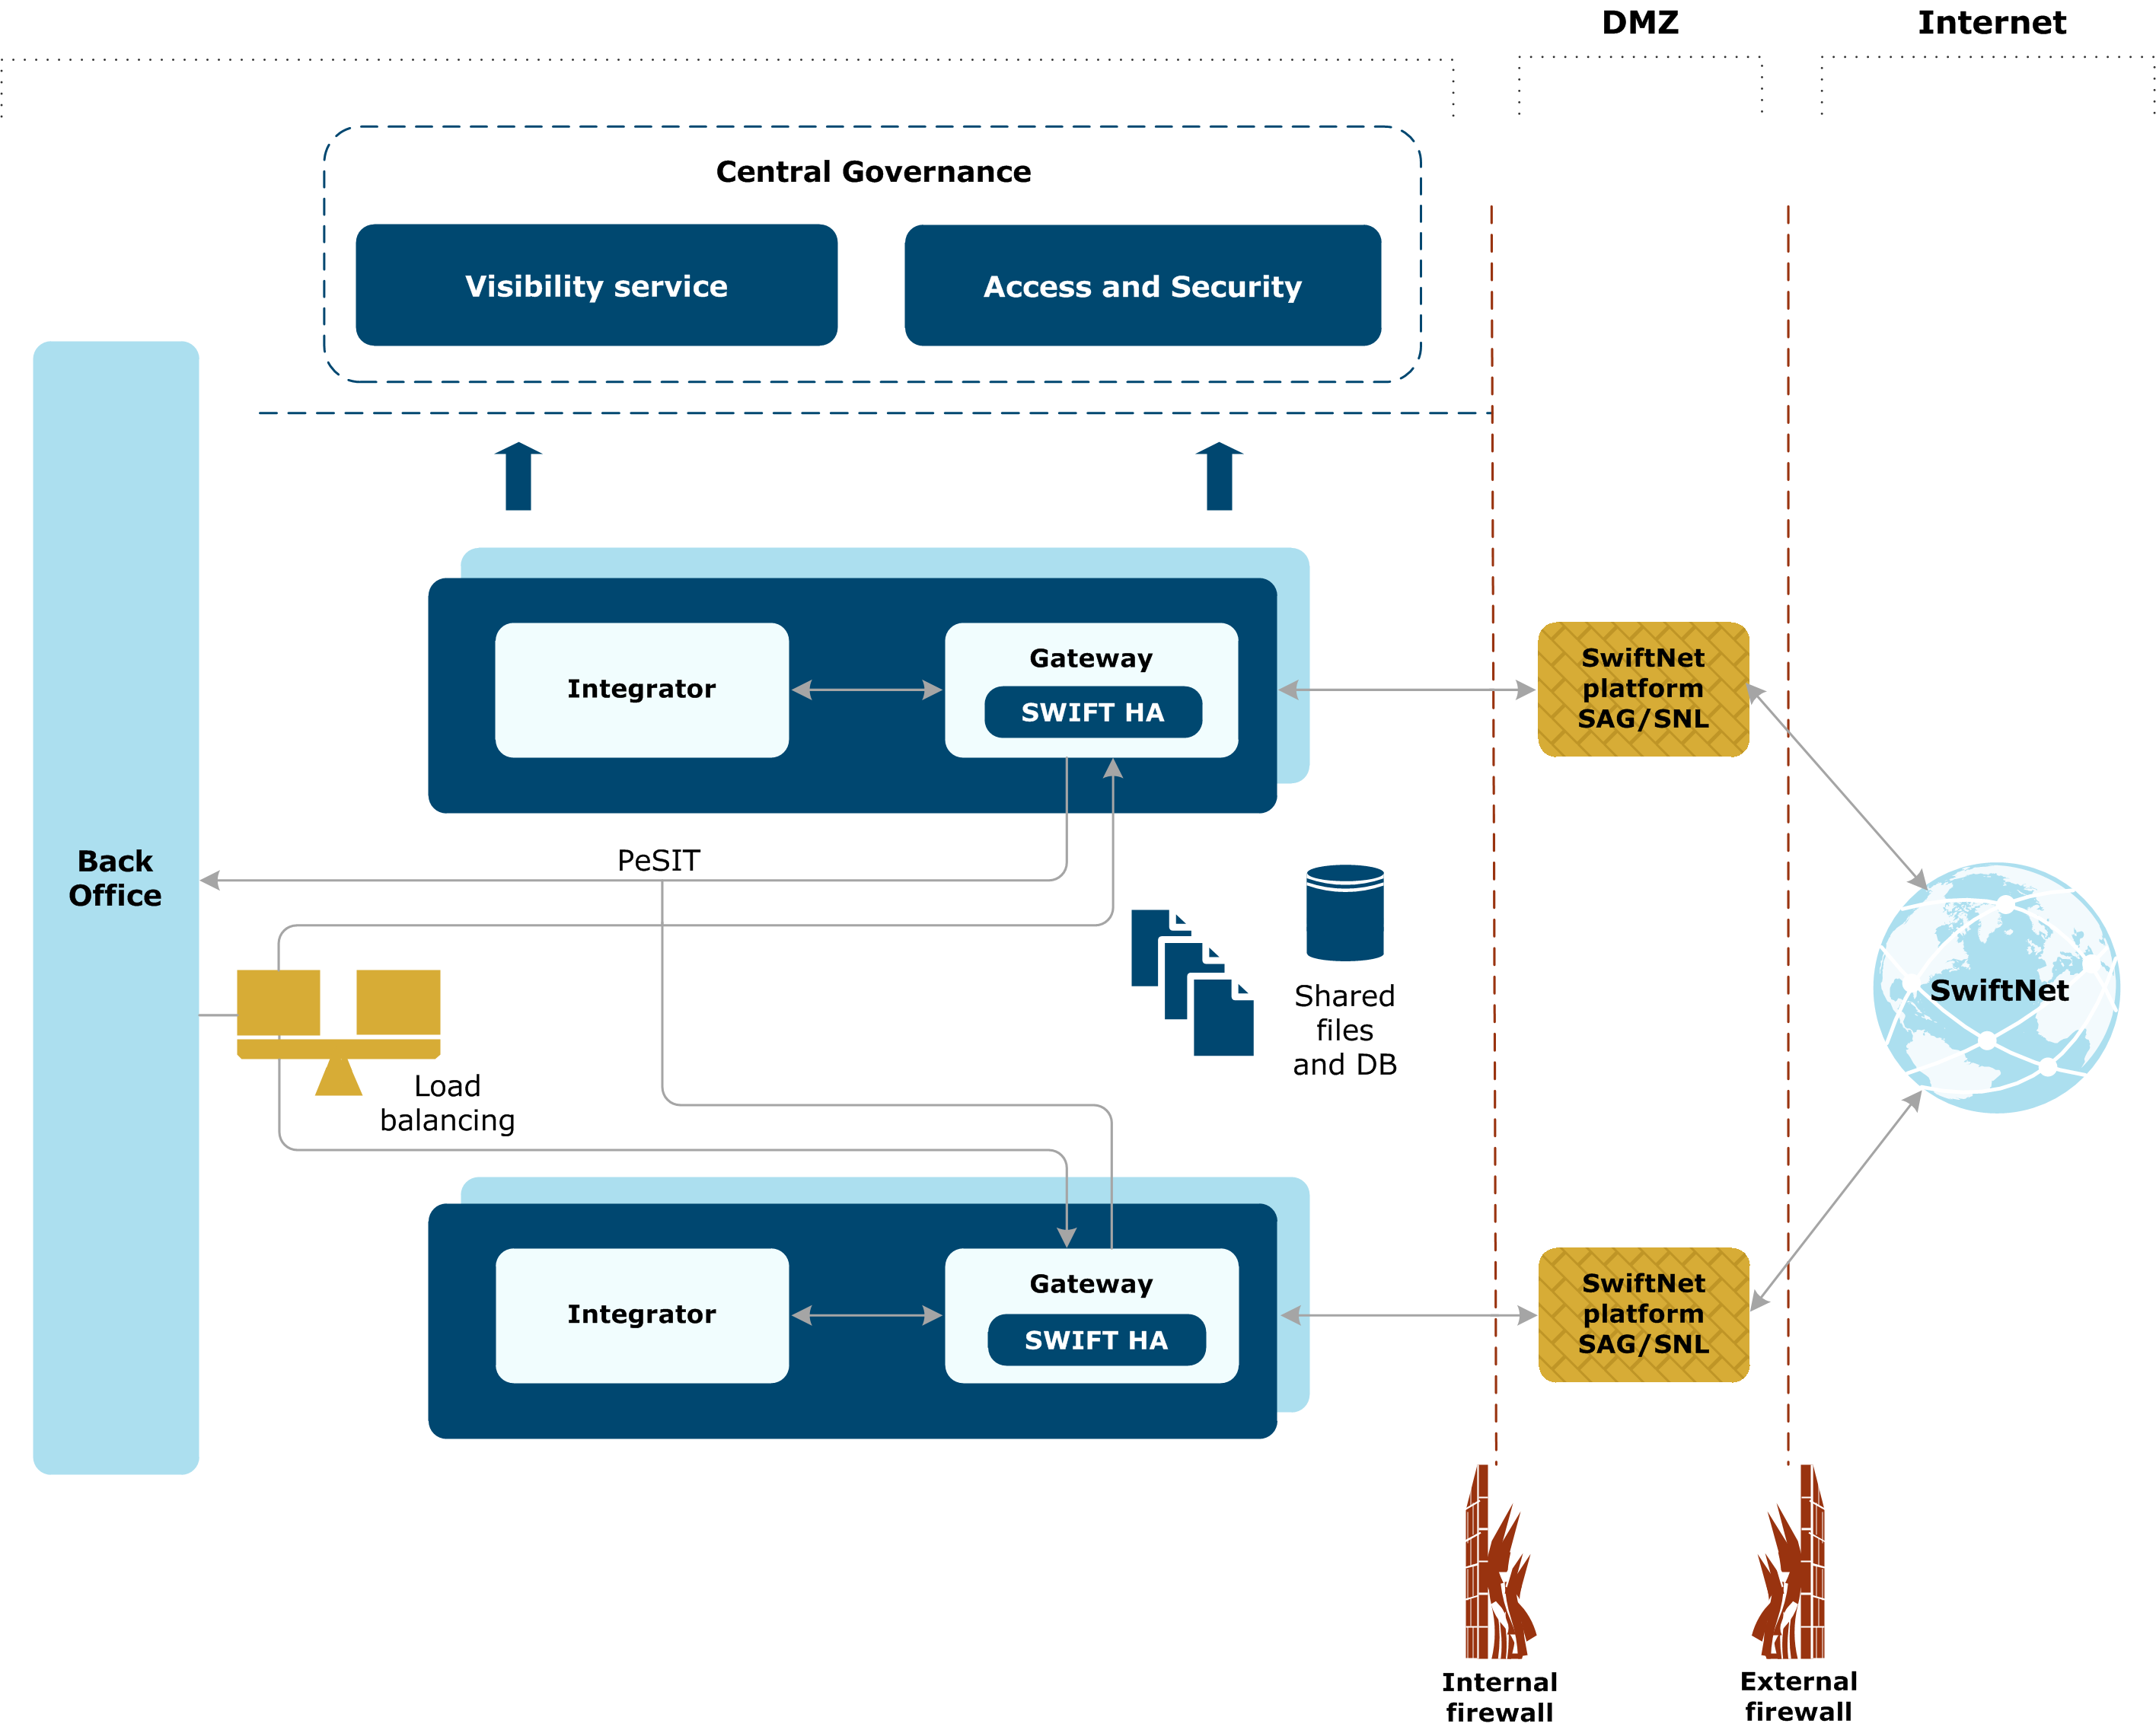 DMZ
Internet
Central Governance
Visibility service
Access and Security
Integrator
Gateway
SWIFT HA
SwiftNet
platform
SAG/SNL
Back
Office
PeSIT
Shared
files
and DB
SwiftNet
Load
balancing
Integrator
Gateway
SWIFT HA
SwiftNet
platform
SAG/SNL
Internal
firewall
External
firewall